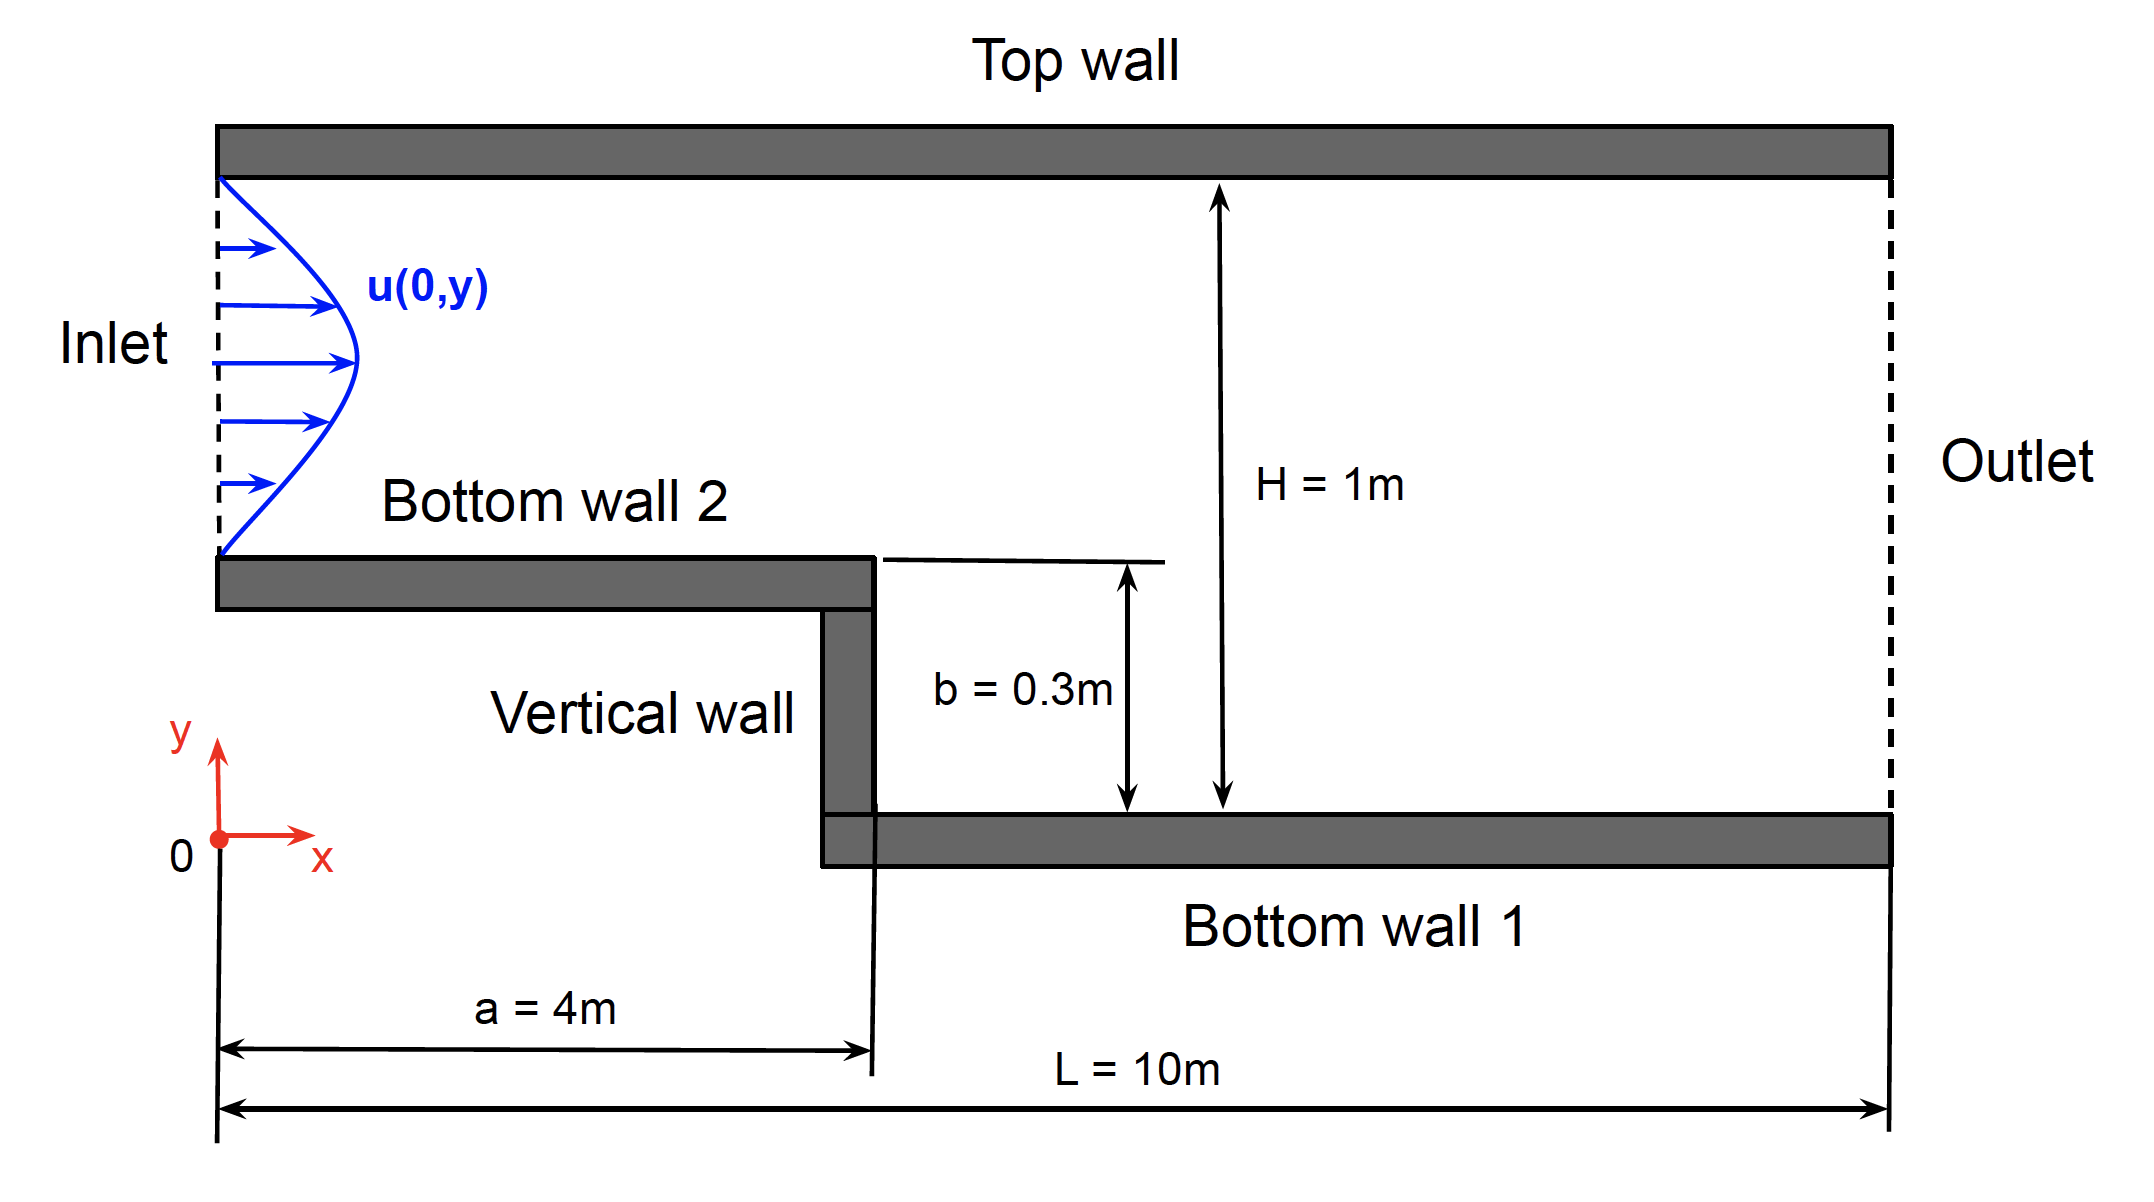 Top wall
u(0,y)
Inlet
Outlet
H = 1m
Bottom wall 2
b = 0.3m
Vertical wall
y
0
x
Bottom wall 1
a = 4m
L = 10m